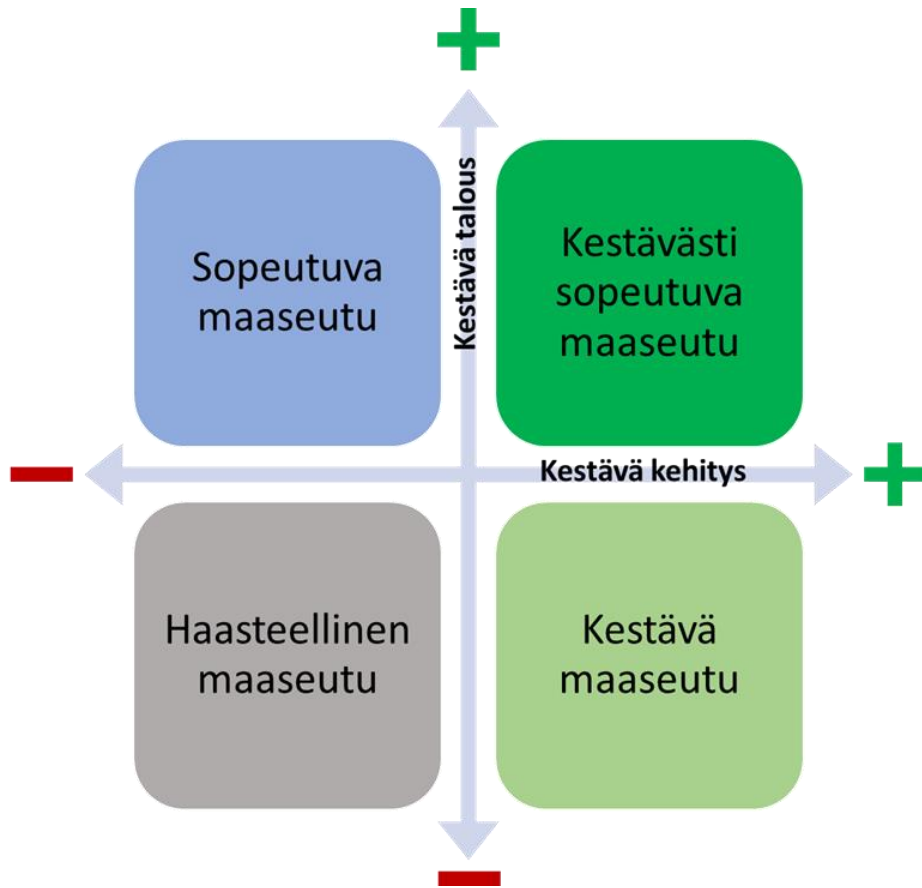 +
Sopeutuva
maaseutu
Kestävä talous
Kestävästi
sopeutuva
maaseutu
−
Kestävä kehitys
+
Haasteellinen
maaseutu
Kestävä
maaseutu
−